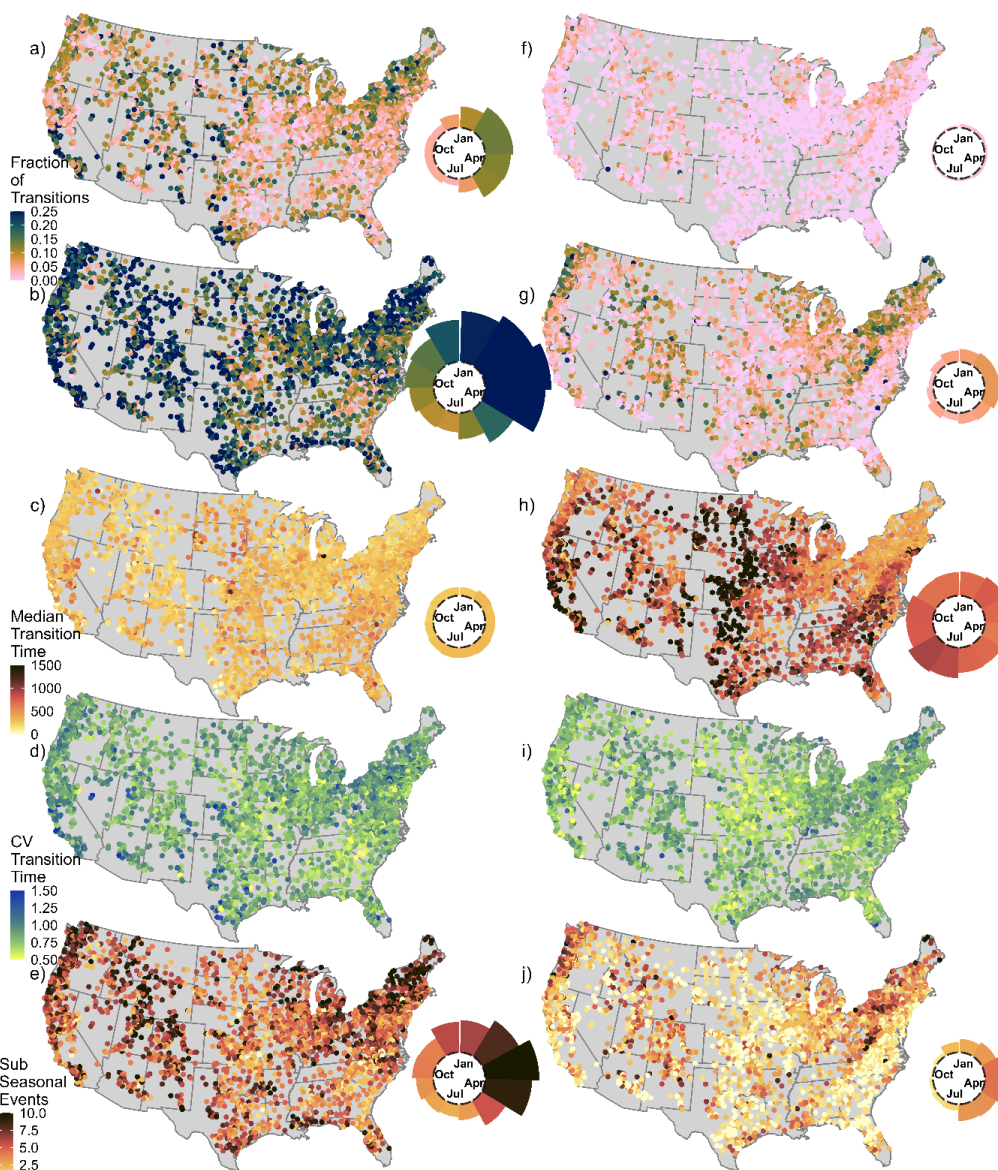 a)
f)
Jan
Oct
Apr
Jul
Jan
Oct
Apr
Jul
Fraction
of
Transitions
0.25
0.20
0.15
0.10
0.05
0.00
b)
g)
Jan
Oct
Apr
Jul
Jan
Oct
Apr
Jul
c)
h)
Jan
Oct
Apr
Jul
Jan
Oct
Apr
Jul
Median
Transition
Time
1500
1000
500
0
d)
i)
CV
Transition
Time
1.50
1.25
1.00
0.75
0.50
e)
j)
Jan
Oct
Apr
Jul
Jan
Oct
Apr
Jul
Sub
Seasonal
Events
10.0
7.5
5.0
2.5